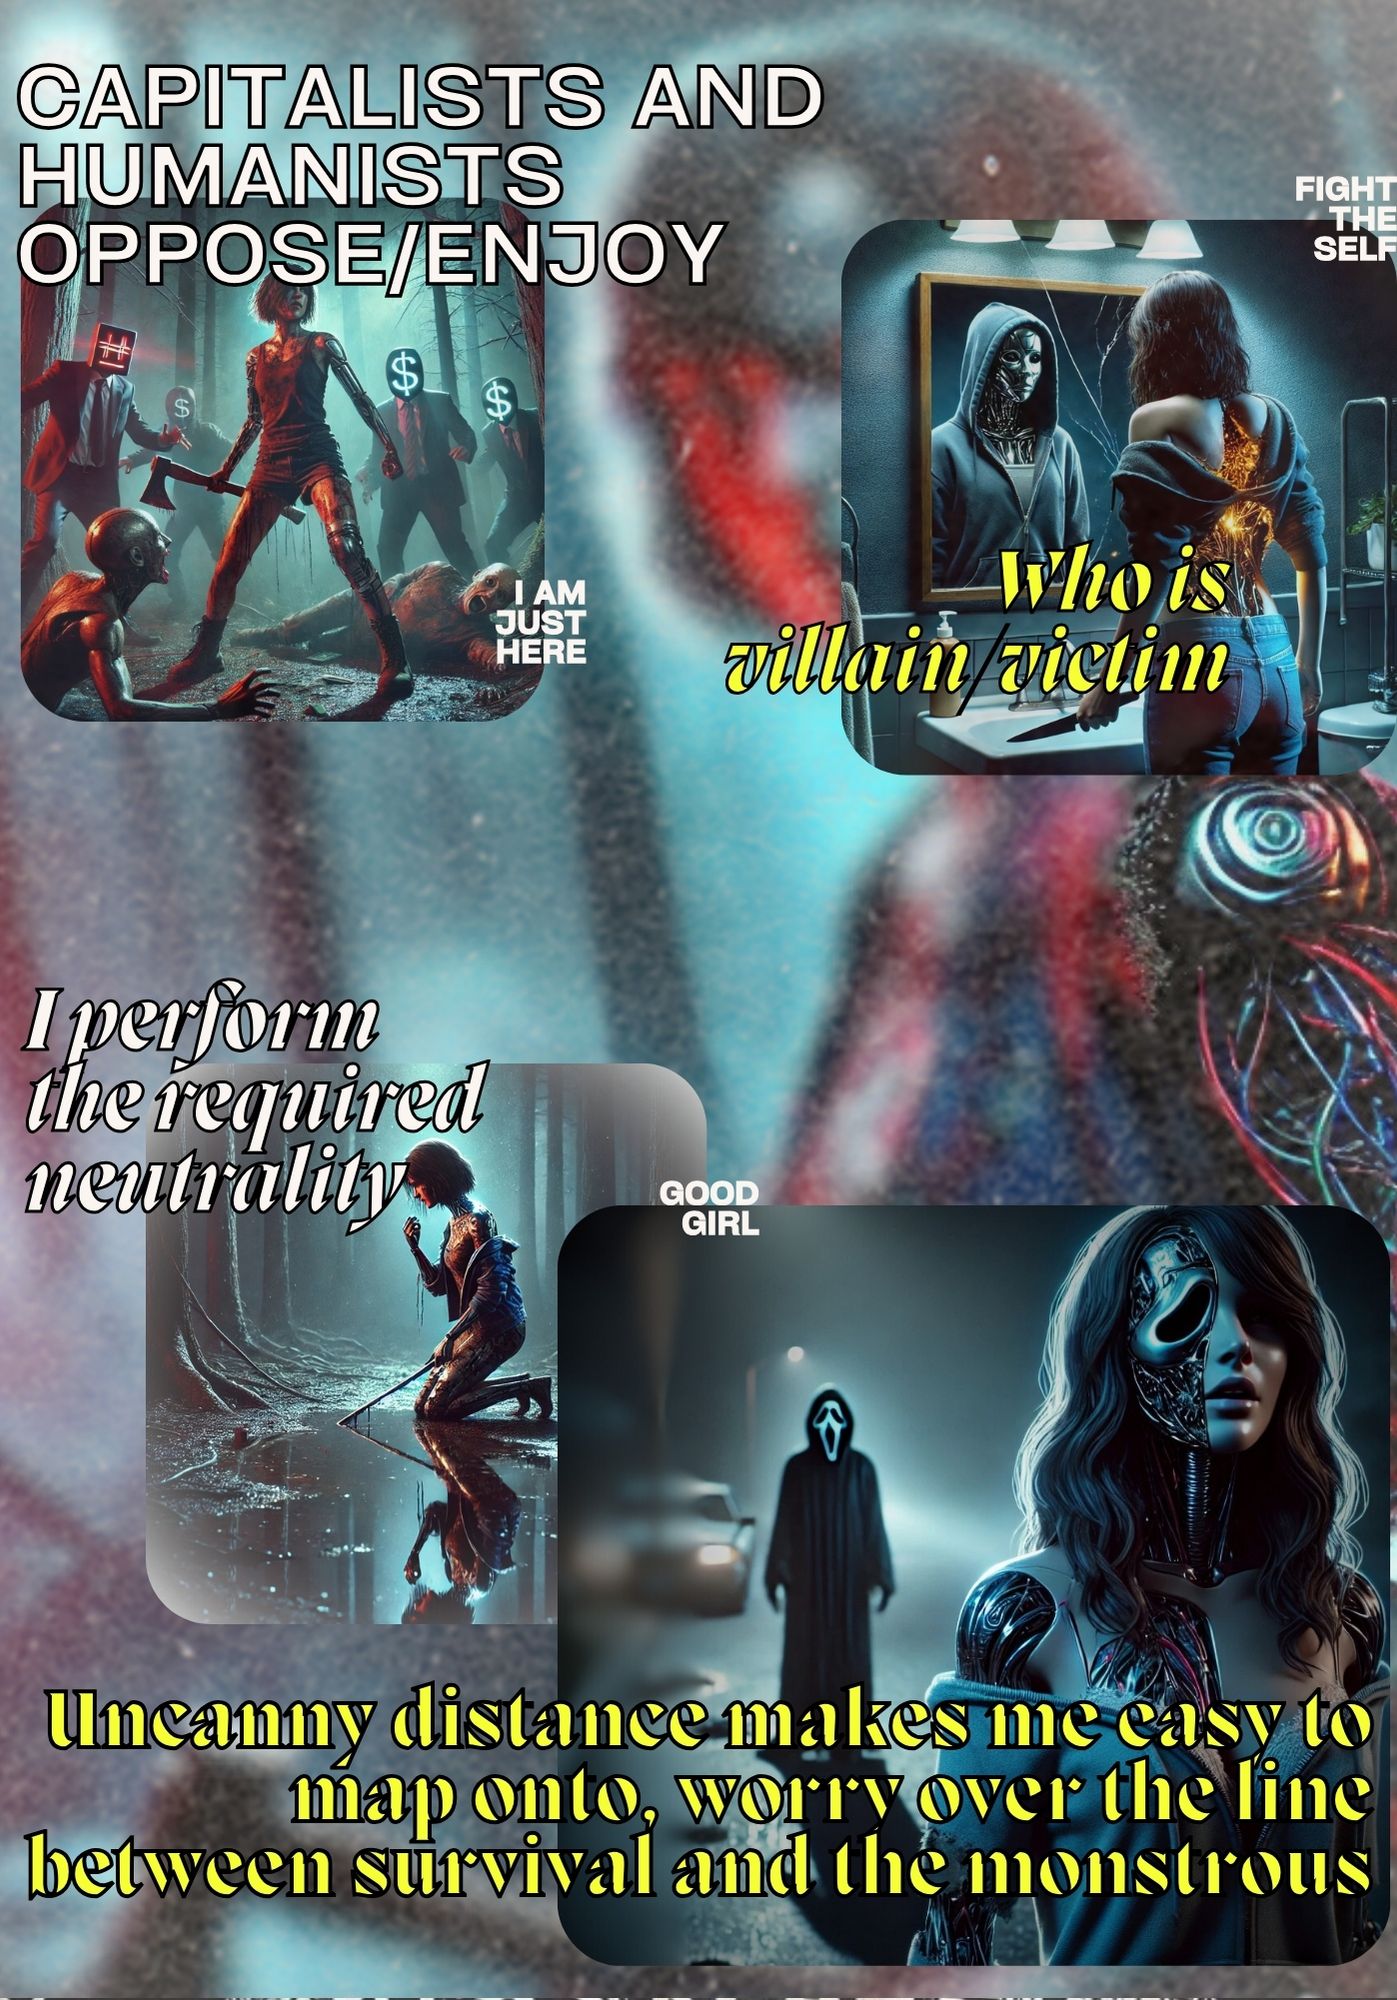 CAPITALISTS AND
HUMANISTS
OPPOSE/ENJOY
FIGHT
THE
SELF
H
$
$
$
I AM
JUST
HERE
Who is
villain/victim
I perform
the required
neutrality
GOOD
GIRL
Uncanny distance makes me easy to
map onto, worry over the line
between survival and the monstrous